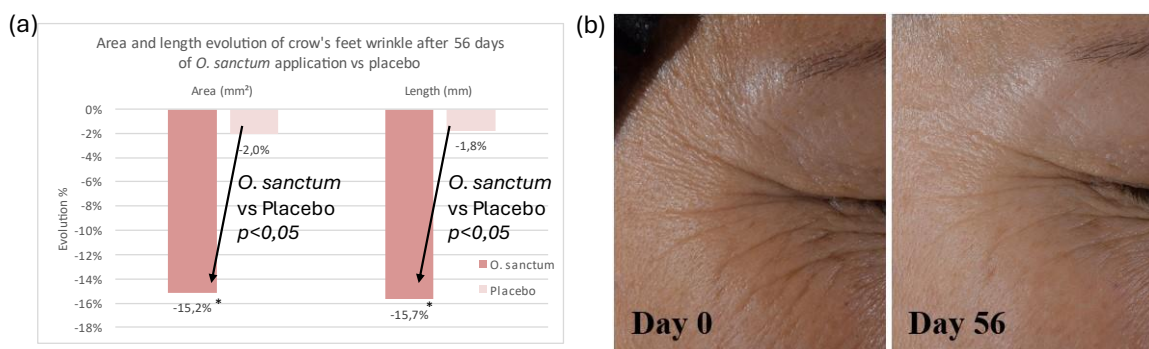 (a)
Area and length evolution of crow's feet wrinkle after 56 days
of O. sanctum application vs placebo
Area (mm²)
Length (mm)
Evolution %
0%
-2%
-4%
-6%
-8%
-10%
-12%
-14%
-16%
-18%
-2,0%
O. sanctum
vs Placebo
p<0,05
-15,2% *
-1,8%
O. sanctum
vs Placebo
p<0,05
-15,7% *
O. sanctum
Placebo
(b)
Day 0
Day 56